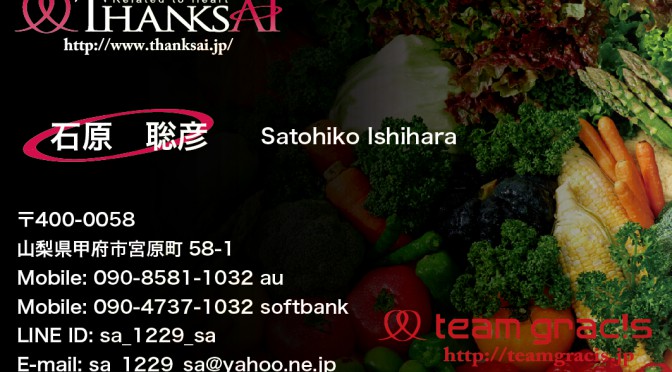 Related to heart
THANKSAI
http://www.thanksai.jp/
石原　聡彦 Satohiko Ishihara
〒400-0058
山梨県甲府市宮原町 58-1
Mobile: 090-8581-1032 au
Mobile: 090-4737-1032 softbank
LINE ID: sa_1229_sa
E-mail: sa_1229_sa@yahoo.ne.jp
team grac!s
http://teamgracis.jp